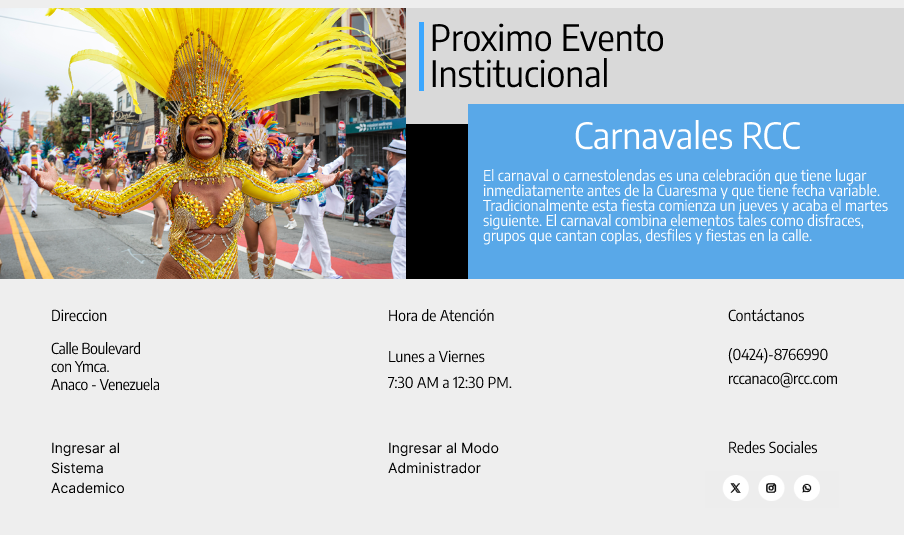 Proximo Evento
Institucional
Carnavales RCC
El carnaval o carnestolendas es una celebración que tiene lugar
inmediatamente antes de la Cuaresma y que tiene fecha variable.
Tradicionalmente esta fiesta comienza un jueves y acaba el martes
siguiente. El carnaval combina elementos tales como disfraces,
grupos que cantan coplas, desfiles y fiestas en la calle.
Direccion
Calle Boulevard
con Ymca.
Anaco - Venezuela
Hora de Atención
Lunes a Viernes
7:30 AM a 12:30 PM.
Contáctanos
(0424)-8766990
rccanaco@rcc.com
Ingresar al
Sistema
Academico
Ingresar al Modo
Administrador
Redes Sociales